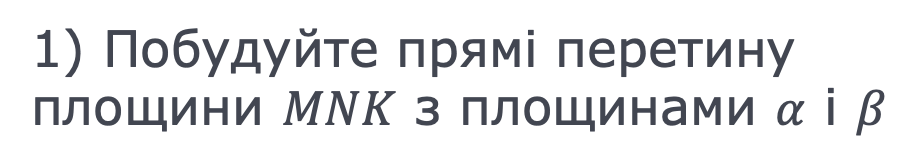 1) Побудуйте прямі перетину
площини MNK з площинами α і β